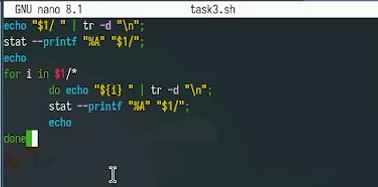 GNU nano 8.1 task3.sh
echo "$1/ " | tr -d "\n";
stat --printf "%A" "$1/";
echo
for i in $1/*
do echo "${i} " | tr -d "\n";
stat --printf "%A" "$1/";
echo
done